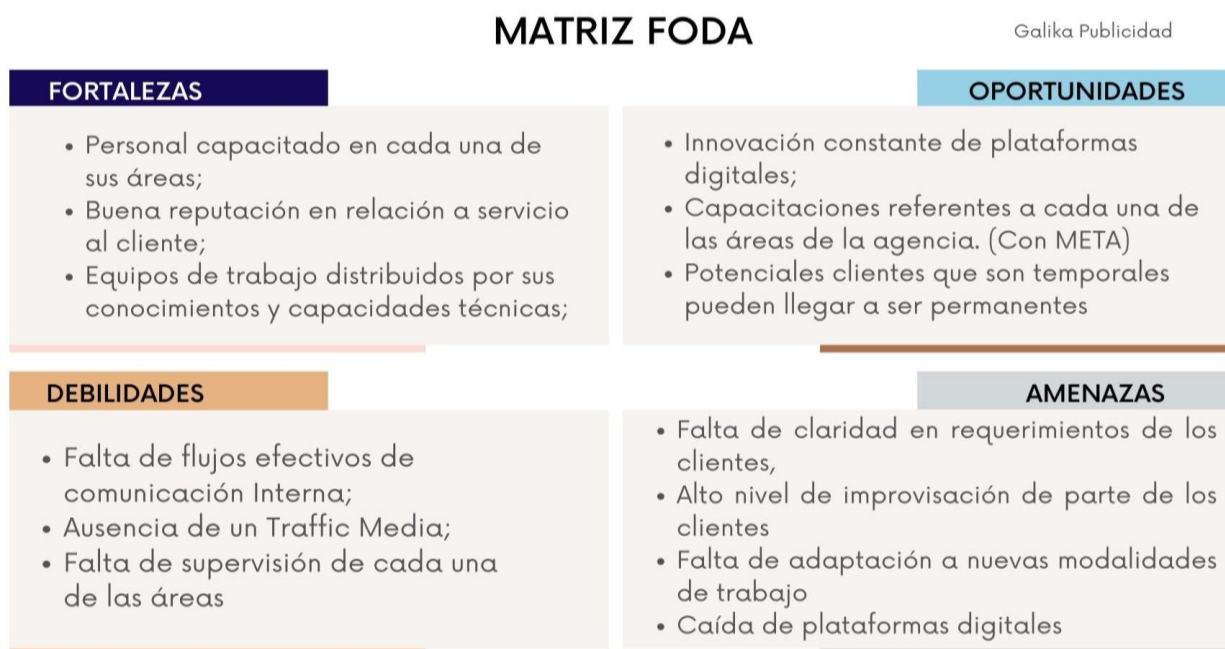 MATRIZ FODA
Galika Publicidad
FORTALEZAS
• Personal capacitado en cada una de
sus áreas;
• Buena reputación en relación a servicio
al cliente;
• Equipos de trabajo distribuidos por sus
conocimientos y capacidades técnicas;
OPORTUNIDADES
• Innovación constante de plataformas
digitales;
• Capacitaciones referentes a cada una de
las áreas de la agencia. (Con META)
• Potenciales clientes que son temporales
pueden llegar a ser permanentes
DEBILIDADES
• Falta de flujos efectivos de
comunicación Interna;
• Ausencia de un Traffic Media;
• Falta de supervisión de cada una
de las áreas
AMENAZAS
• Falta de claridad en requerimientos de los
clientes,
• Alto nivel de improvisación de parte de los
clientes
• Falta de adaptación a nuevas modalidades
de trabajo
• Caída de plataformas digitales